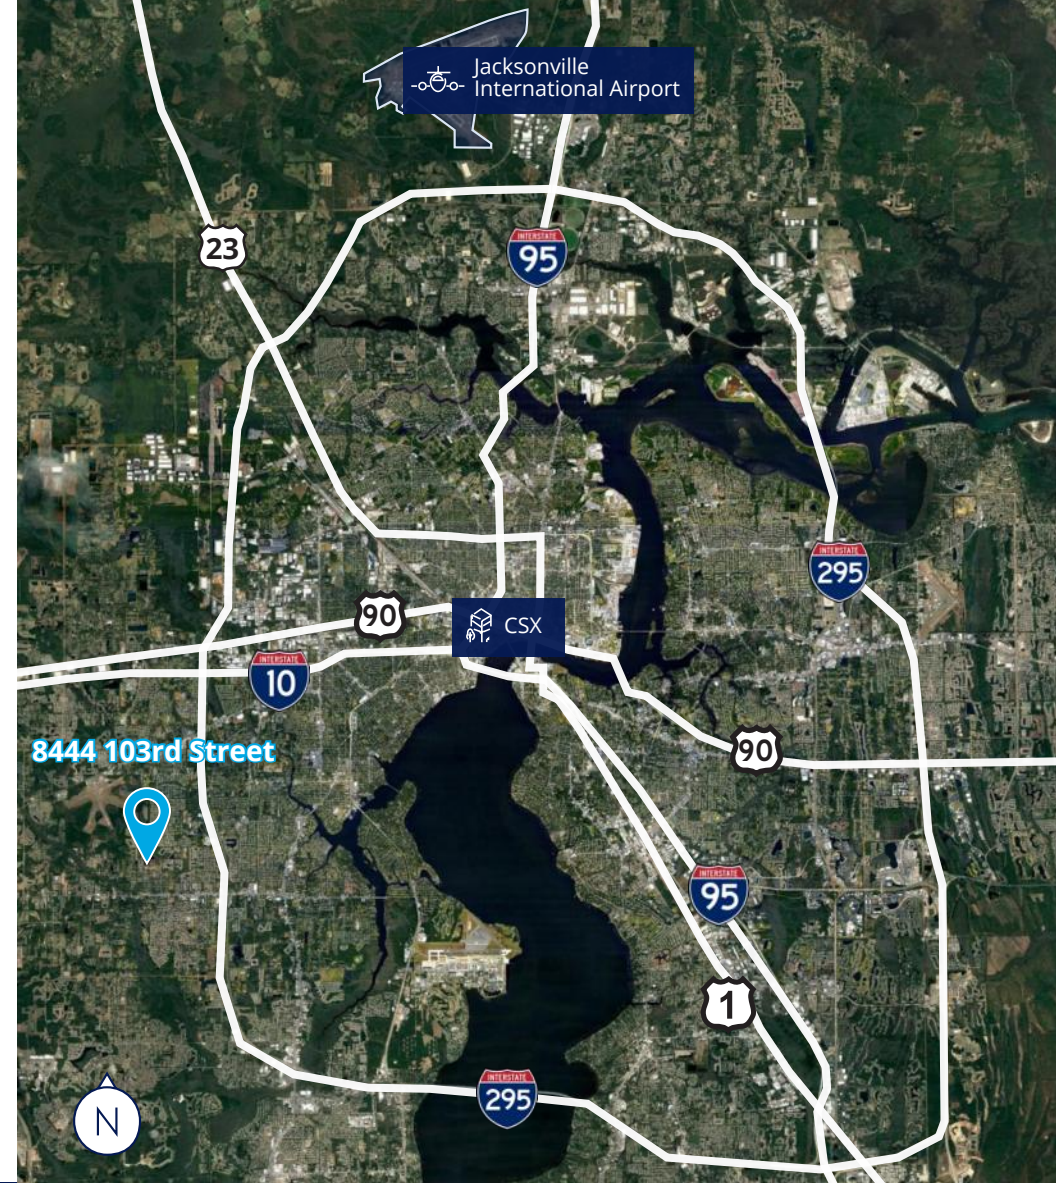 Jacksonville
International Airport
23
INTERSTATE
95
INTERSTATE
295
90
CSX
INTERSTATE
10
8444 103rd Street
90
INTERSTATE
95
1
INTERSTATE
295
N